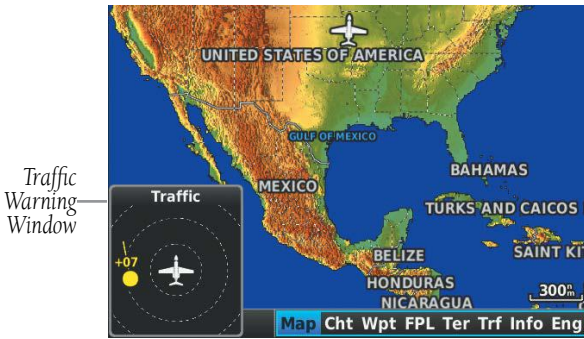 UNITED STATES OF AMERICA
GULF OF MEXICO
BAHAMAS
MEXICO
TURKS AND CAICOS
SAINT KI
BELIZE
HONDURAS
NICARAGUA
300nm
Traffic
Warning
Window
Traffic
+07
Map Cht Wpt FPL Ter Trf Info Eng